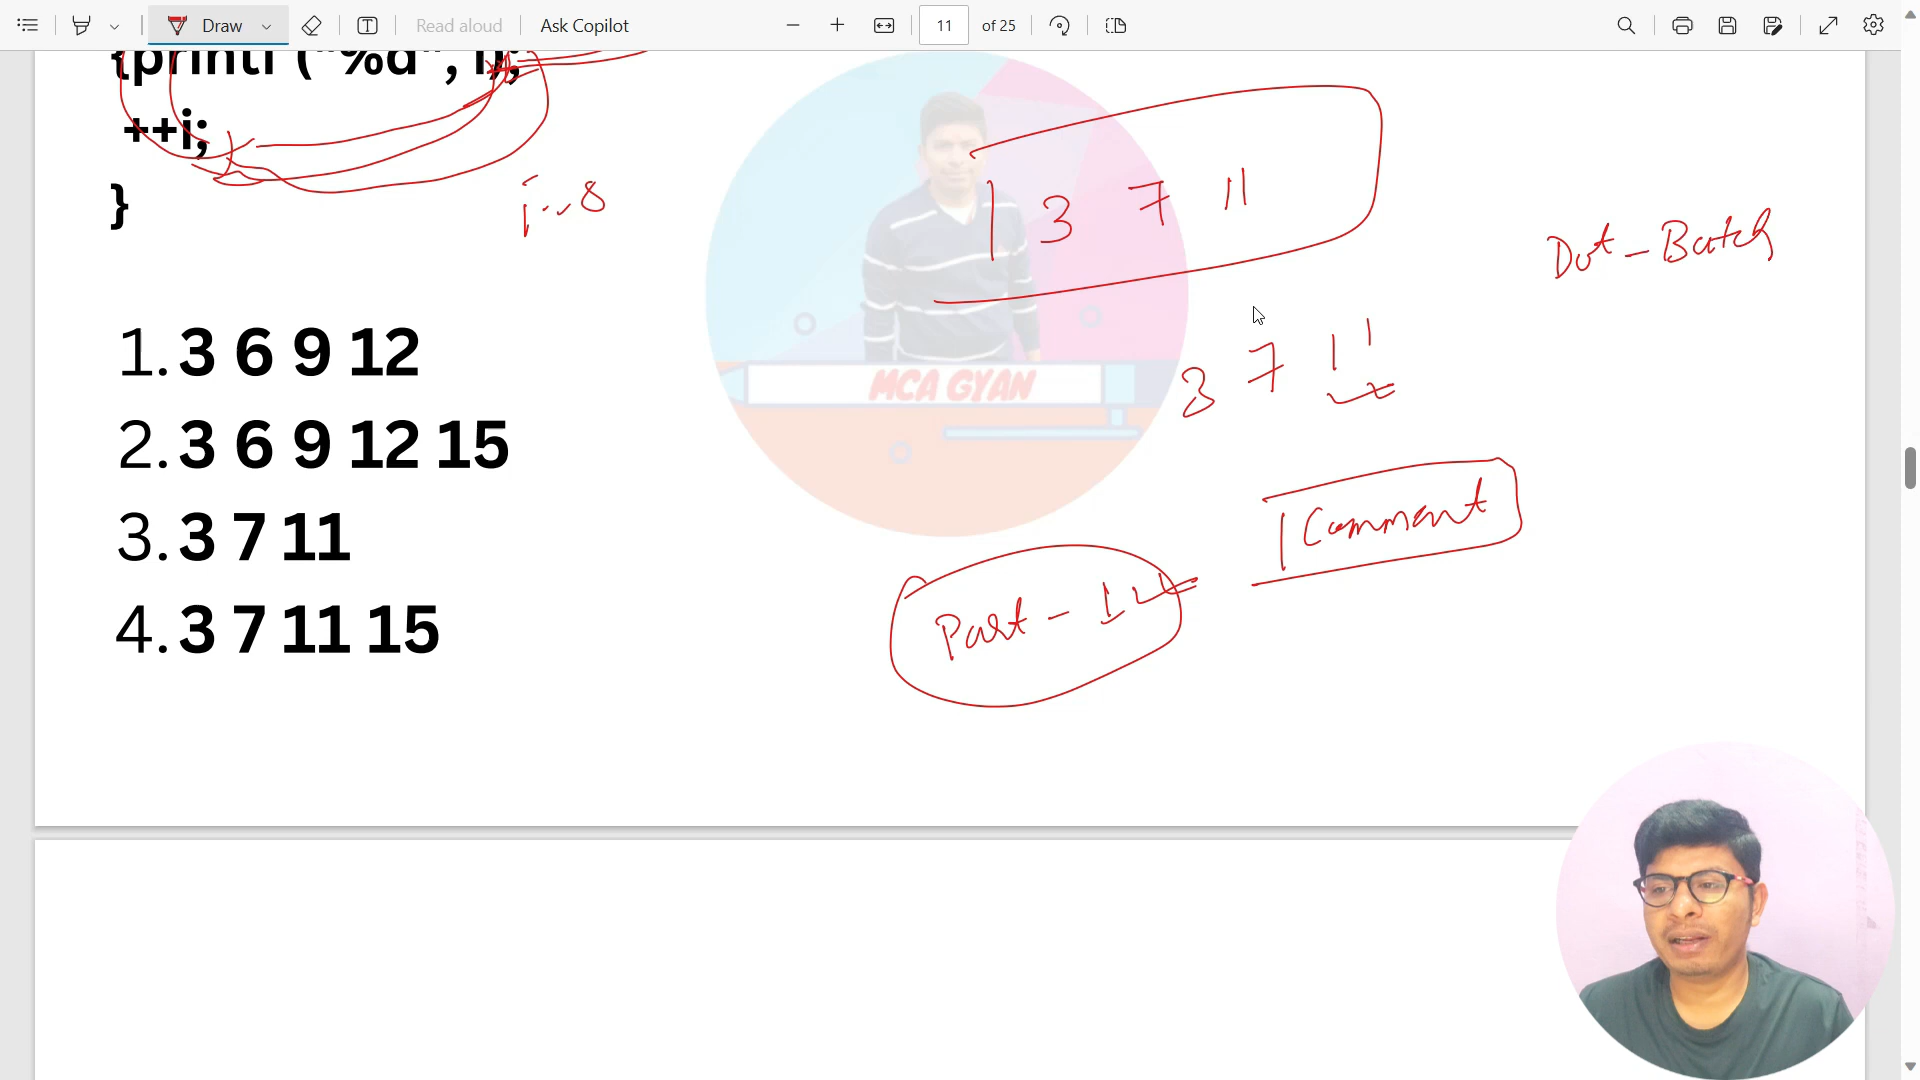 Draw
Read aloud
Ask Copilot
11
of 25
{printf ("%d", i);
++i;
}
1 3 7 11
Dot - Batch
1. 3 6 9 12
2. 3 6 9 12 15
3. 3 7 11
4. 3 7 11 15
MCA GYAN
3 7 11
Comment
Part - 1